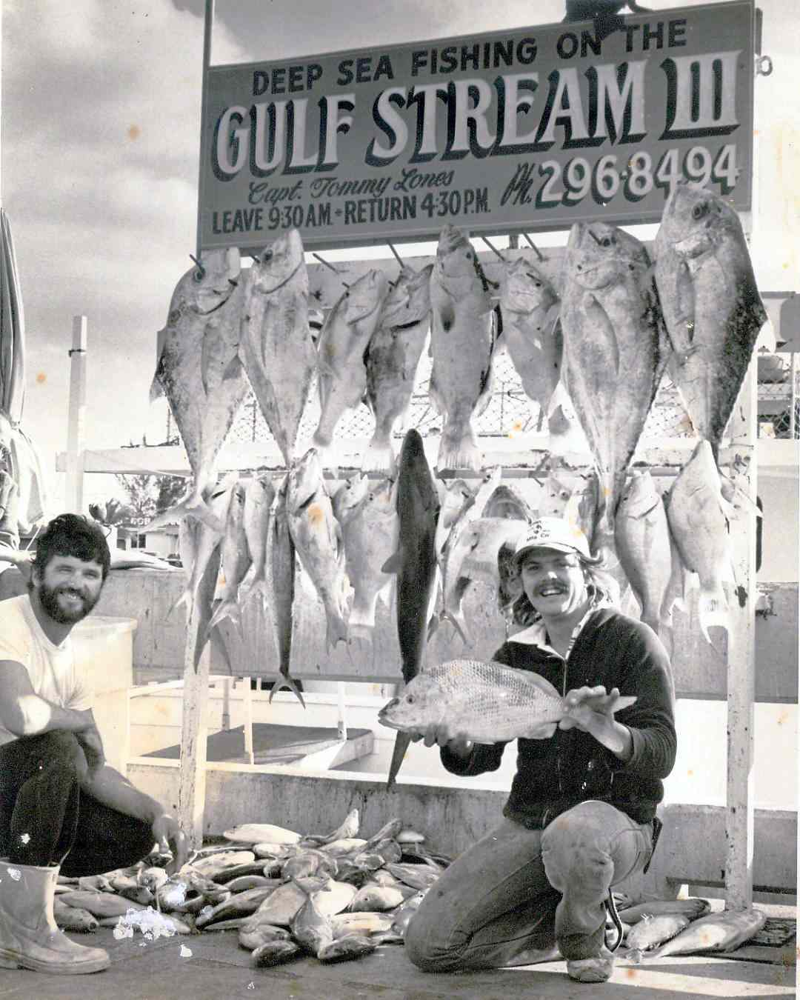 DEEP SEA FISHING ON THE
GULF STREAM III
Capt. Tommy Lones
Ph. 296-8494
LEAVE 9:30 A.M. - RETURN 4:30 P.M.